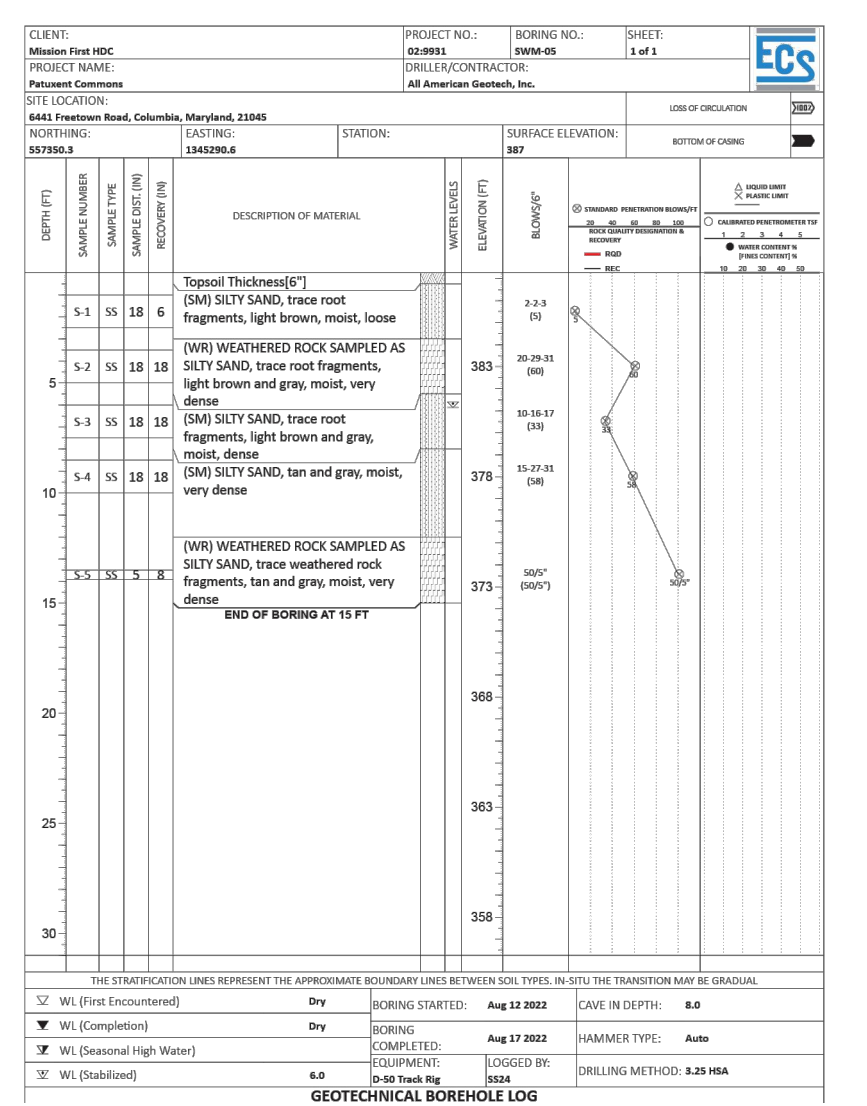 CLIENT:
Mission First HDC
PROJECT NO.:
02:9931
BORING NO.:
SWM-05
SHEET:
1 of 1
ECS
PROJECT NAME:
Patuxent Commons
DRILLER/CONTRACTOR:
All American Geotech, Inc.
SITE LOCATION:
6441 Freetown Road, Columbia, Maryland, 21045
LOSS OF CIRCULATION
NORTHING:
557350.3
EASTING:
1345290.6
STATION:
SURFACE ELEVATION:
387
BOTTOM OF CASING
DEPTH (FT)
SAMPLE NUMBER
SAMPLE TYPE
SAMPLE DIST. (IN)
RECOVERY (IN)
DESCRIPTION OF MATERIAL
WATER LEVELS
ELEVATION (FT)
BLOWS/6"
STANDARD PENETRATION BLOWS/FT
20 40 60 80 100
ROCK QUALITY DESIGNATION &
RECOVERY
RQD
REC
LIQUID LIMIT
PLASTIC LIMIT
CALIBRATED PENETROMETER TSF
1 2 3 4 5
WATER CONTENT %
[FINES CONTENT] %
10 20 30 40 50
Topsoil Thickness[6"]
S-1 SS 18 6
(SM) SILTY SAND, trace root
fragments, light brown, moist, loose
2-2-3
(5)
5
S-2 SS 18 18
(WR) WEATHERED ROCK SAMPLED AS
SILTY SAND, trace root fragments,
light brown and gray, moist, very
dense
383
20-29-31
(60)
60
5
S-3 SS 18 18
(SM) SILTY SAND, trace root
fragments, light brown and gray,
moist, dense
10-16-17
(33)
33
S-4 SS 18 18
(SM) SILTY SAND, tan and gray, moist,
very dense
378
15-27-31
(58)
58
10
S-5 SS 5 8
(WR) WEATHERED ROCK SAMPLED AS
SILTY SAND, trace weathered rock
fragments, tan and gray, moist, very
dense
373
50/5"
(50/5")
50/5"
15
END OF BORING AT 15 FT
368
20
363
25
358
30
THE STRATIFICATION LINES REPRESENT THE APPROXIMATE BOUNDARY LINES BETWEEN SOIL TYPES. IN-SITU THE TRANSITION MAY BE GRADUAL
WL (First Encountered) Dry
BORING STARTED: Aug 12 2022
CAVE IN DEPTH: 8.0
WL (Completion) Dry
BORING
COMPLETED: Aug 17 2022
HAMMER TYPE: Auto
WL (Seasonal High Water)
EQUIPMENT:
D-50 Track Rig
LOGGED BY:
SS24
DRILLING METHOD: 3.25 HSA
WL (Stabilized) 6.0
GEOTECHNICAL BOREHOLE LOG